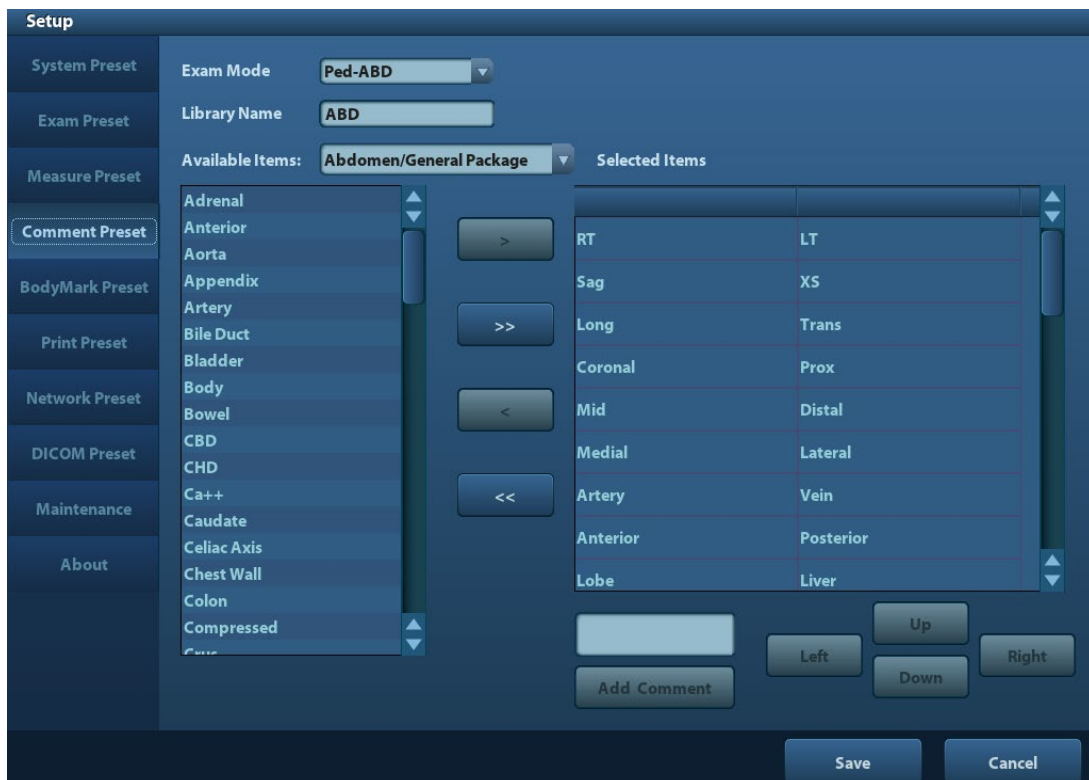 Setup
System Preset
Exam Preset
Measure Preset
Comment Preset
BodyMark Preset
Print Preset
Network Preset
DICOM Preset
Maintenance
About
Exam Mode Ped-ABD
Library Name ABD
Available Items: Abdomen/General Package Selected Items
Adrenal
Anterior
Aorta
Appendix
Artery
Bile Duct
Bladder
Body
Bowel
CBD
CHD
Ca++
Caudate
Celiac Axis
Chest Wall
Colon
Compressed
Crus
>
>>
<
<<
RT LT
Sag XS
Long Trans
Coronal Prox
Mid Distal
Medial Lateral
Artery Vein
Anterior Posterior
Lobe Liver
Add Comment
Left
Up
Down
Right
Save Cancel